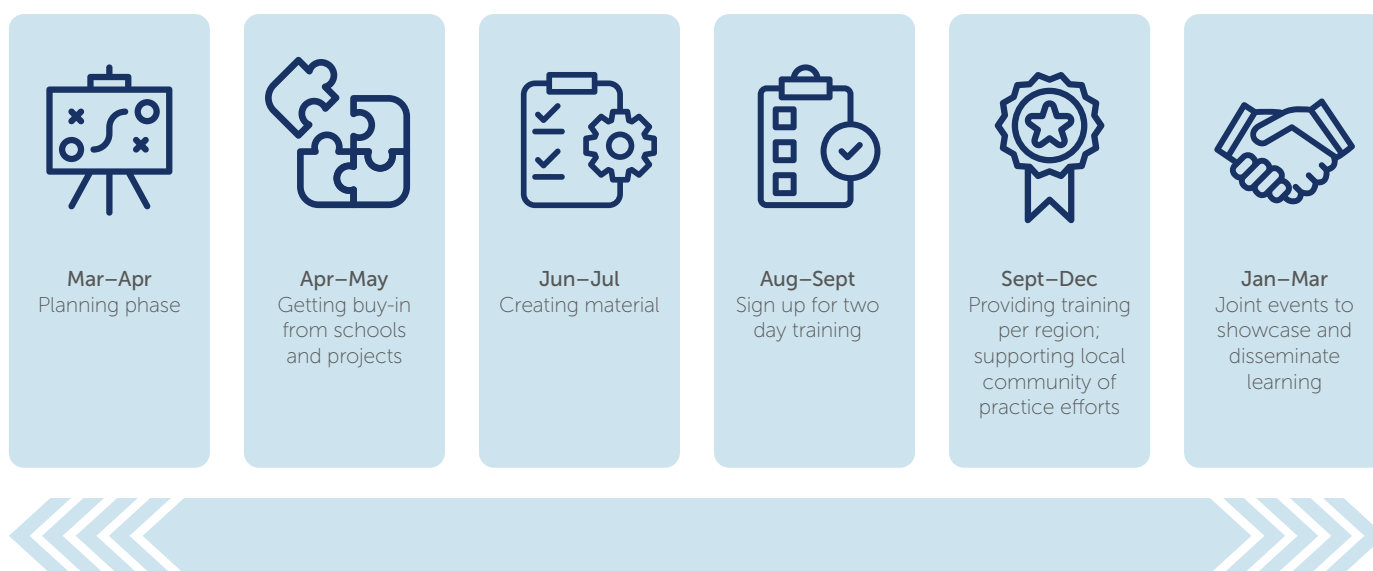 Mar–Apr
Planning phase
Apr–May
Getting buy-in
from schools
and projects
Jun–Jul
Creating material
Aug–Sept
Sign up for two
day training
Sept–Dec
Providing training
per region;
supporting local
community of
practice efforts
Jan–Mar
Joint events to
showcase and
disseminate
learning